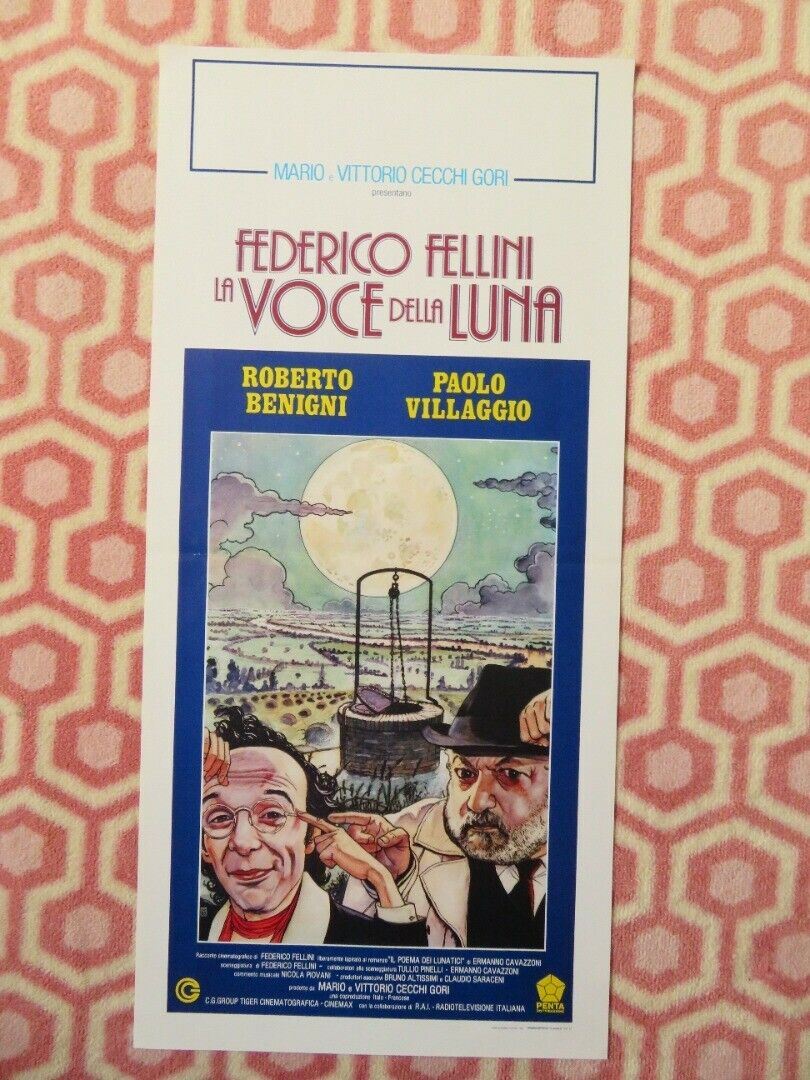 MARIO e VITTORIO CECCHI GORI
presentano
FEDERICO FELLINI
LA VOCE DELLA LUNA
ROBERTO BENIGNI
PAOLO VILLAGGIO
Racconto cinematografico di FEDERICO FELLINI liberamente ispirato al romanzo "IL POEMA DEI LUNATICI" di ERMANNO CAVAZZONI
sceneggiatura di FEDERICO FELLINI - collaboratori alla sceneggiatura TULLIO PINELLI - ERMANNO CAVAZZONI
commento musicale NICOLA PIOVANI - produttori esecutivi BRUNO ALTISSIMI e CLAUDIO SARACENI
prodotto da MARIO e VITTORIO CECCHI GORI
una coproduzione Italo - Francese
C.G.GROUP TIGER CINEMATOGRAFICA - CINEMAX con la collaborazione di R.A.I. - RADIOTELEVISIONE ITALIANA
PENTA